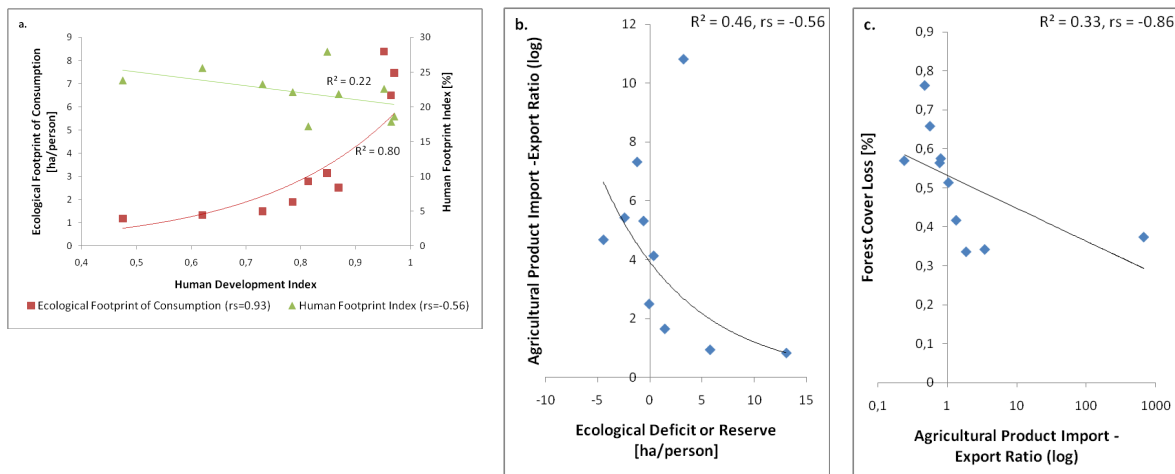 a.
Ecological Footprint of Consumption
[ha/person]
9
8
7
6
5
4
3
2
1
0
30
25
20
15
10
5
0
Human Footprint Index [%]
R² = 0.22
R² = 0.80
0,4 0,5 0,6 0,7 0,8 0,9 1
Human Development Index
Ecological Footprint of Consumption (rs=0.93) Human Footprint Index (rs=-0.56)
b.
R² = 0.46, rs = -0.56
Agricultural Product Import -Export Ratio (log)
12
10
8
6
4
2
0
-10 -5 0 5 10 15
Ecological Deficit or Reserve
[ha/person]
c.
R² = 0.33, rs = -0.86
Forest Cover Loss [%]
0,9
0,8
0,7
0,6
0,5
0,4
0,3
0,2
0,1
0
0,1 1 10 100 1000
Agricultural Product Import -
Export Ratio (log)